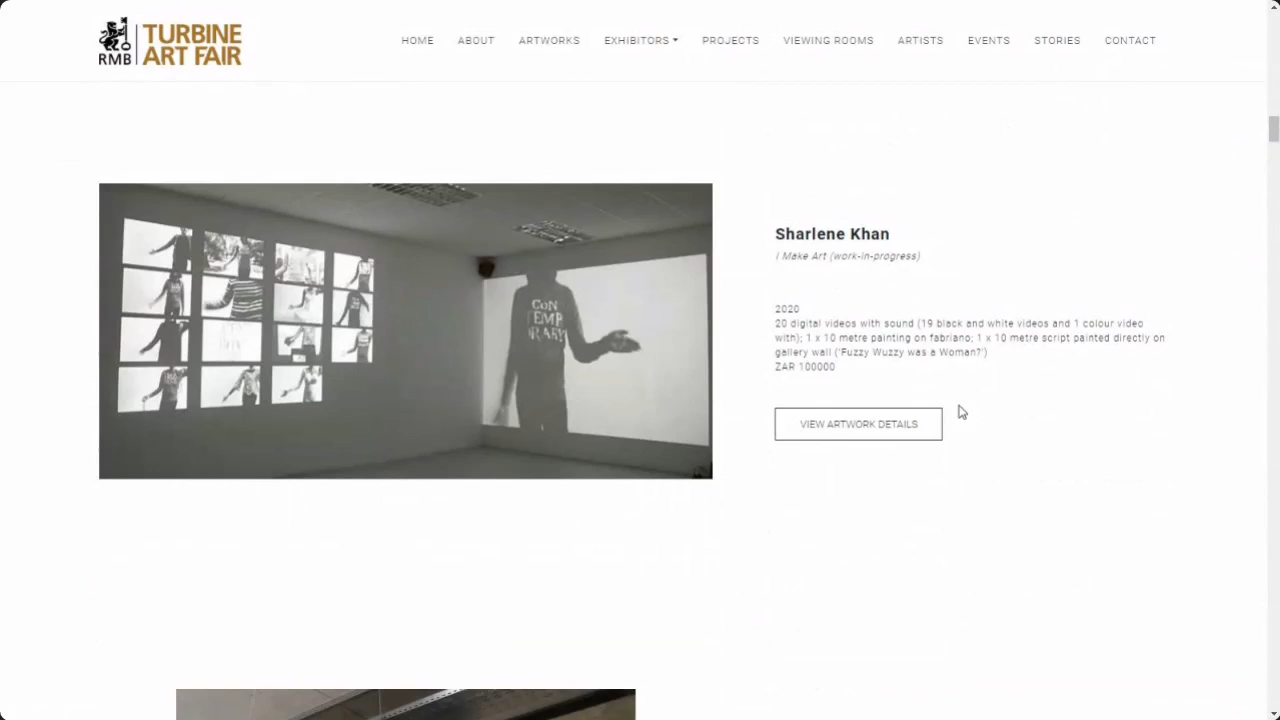 RMB
TURBINE
ART FAIR
HOME ABOUT ARTWORKS EXHIBITORS PROJECTS VIEWING ROOMS ARTISTS EVENTS STORIES CONTACT
CON
TEMP
ORARY
Sharlene Khan
I Make Art (work-in-progress)
2020
20 digital videos with sound (19 black and white videos and 1 colour video
with); 1 x 10 metre painting on fabriano; 1 x 10 metre script painted directly on
gallery wall ('Fuzzy Wuzzy was a Woman?')
ZAR 100000
VIEW ARTWORK DETAILS